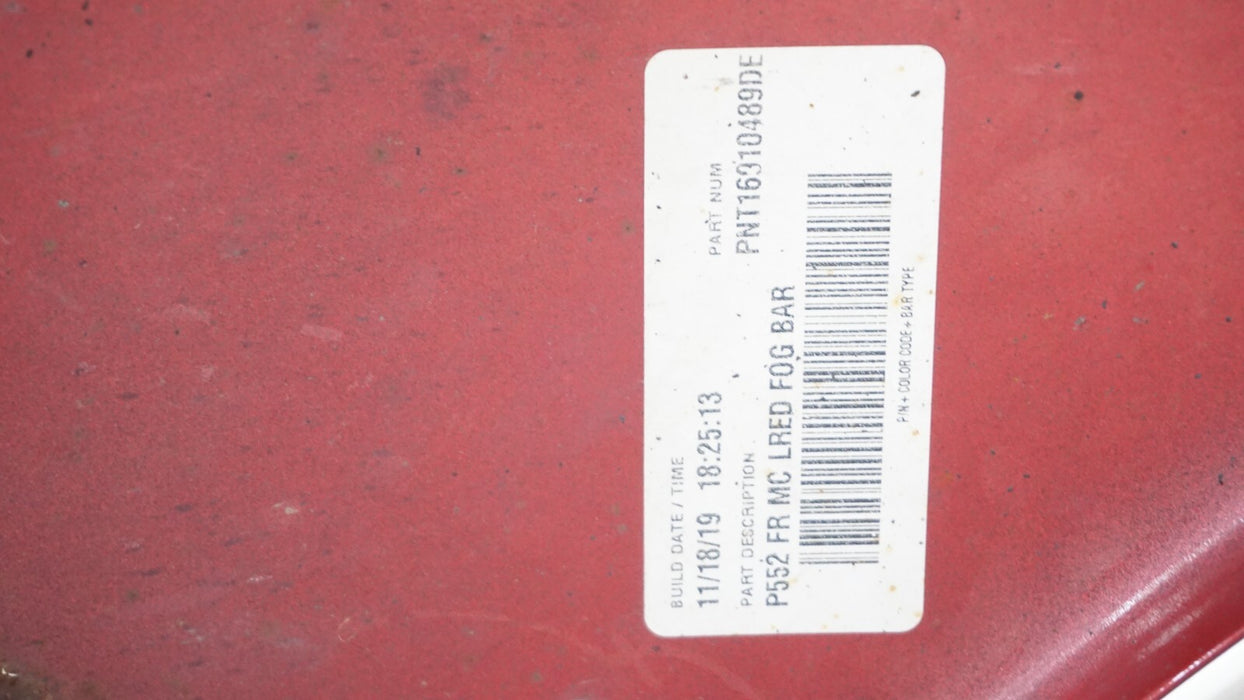 BUILD DATE / TIME
11/18/19 18:25:13
PART NUM
PNT16910489DE
PART DESCRIPTION
P552 FR MC LRED FOG BAR
P/N + COLOR CODE + BAR TYPE